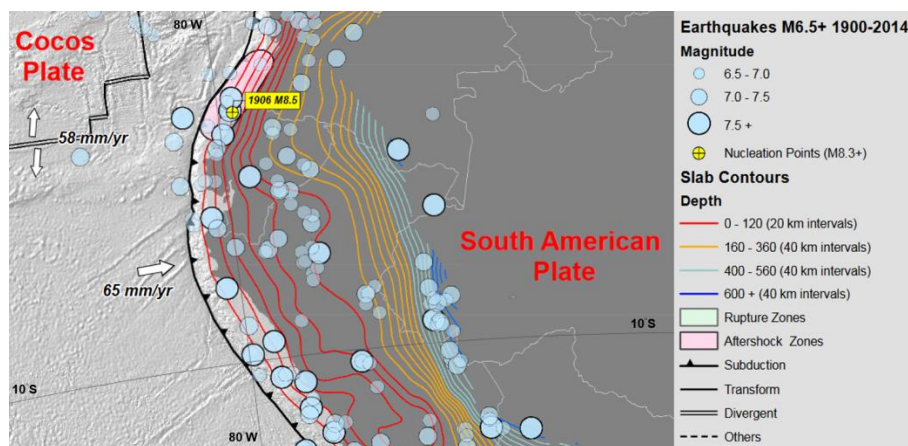 80 W
Cocos
Plate
1906 M8.5
58 mm/yr
65 mm/yr
South American
Plate
10 S
10 S
80 W
Earthquakes M6.5+ 1900-2014
Magnitude
6.5 - 7.0
7.0 - 7.5
7.5 +
Nucleation Points (M8.3+)
Slab Contours
Depth
0 - 120 (20 km intervals)
160 - 360 (40 km intervals)
400 - 560 (40 km intervals)
600 + (40 km intervals)
Rupture Zones
Aftershock Zones
Subduction
Transform
Divergent
Others